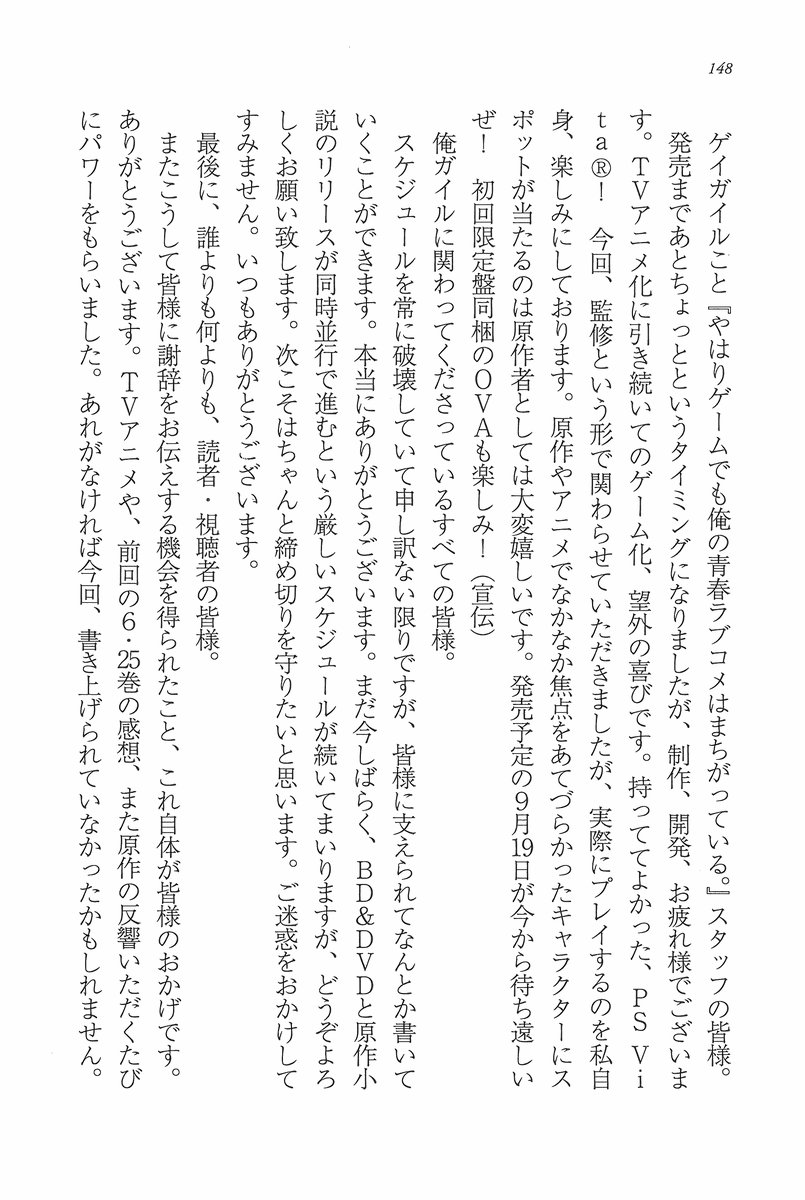 148
ゲイガイルこと『やはりゲームでも俺の青春ラブコメはまちがっている。』スタッフの皆様。
発売まであとちょっとというタイミングになりましたが、制作、開発、お疲れ様でございま
す。TVアニメ化に引き続いてのゲーム化、望外の喜びです。持っててよかった、PS Vi
ta®！　今回、監修という形で関わらせていただきましたが、実際にプレイするのを私自
身、楽しみにしております。原作やアニメでなかなか焦点をあてづらかったキャラクターにス
ポットが当たるのは原作者としては大変嬉しいです。発売予定の9月19日が今から待ち遠しい
ぜ！　初回限定盤同梱のOVAも楽しみ！（宣伝）
俺ガイルに関わってくださっているすべての皆様。
スケジュールを常に破壊していて申し訳ない限りですが、皆様に支えられてなんとか書いて
いくことができます。本当にありがとうございます。まだ今しばらく、BD&DVDと原作小
説のリリースが同時並行で進むという厳しいスケジュールが続いてまいりますが、どうぞよろ
しくお願い致します。次こそはちゃんと締め切りを守りたいと思います。ご迷惑をおかけして
すみません。いつもありがとうございます。
最後に、誰よりも何よりも、読者・視聴者の皆様。
またこうして皆様に謝辞をお伝えする機会を得られたこと、これ自体が皆様のおかげです。
ありがとうございます。TVアニメや、前回の6・25巻の感想、また原作の反響いただくたび
にパワーをもらいました。あれがなければ今回、書き上げられていなかったかもしれません。